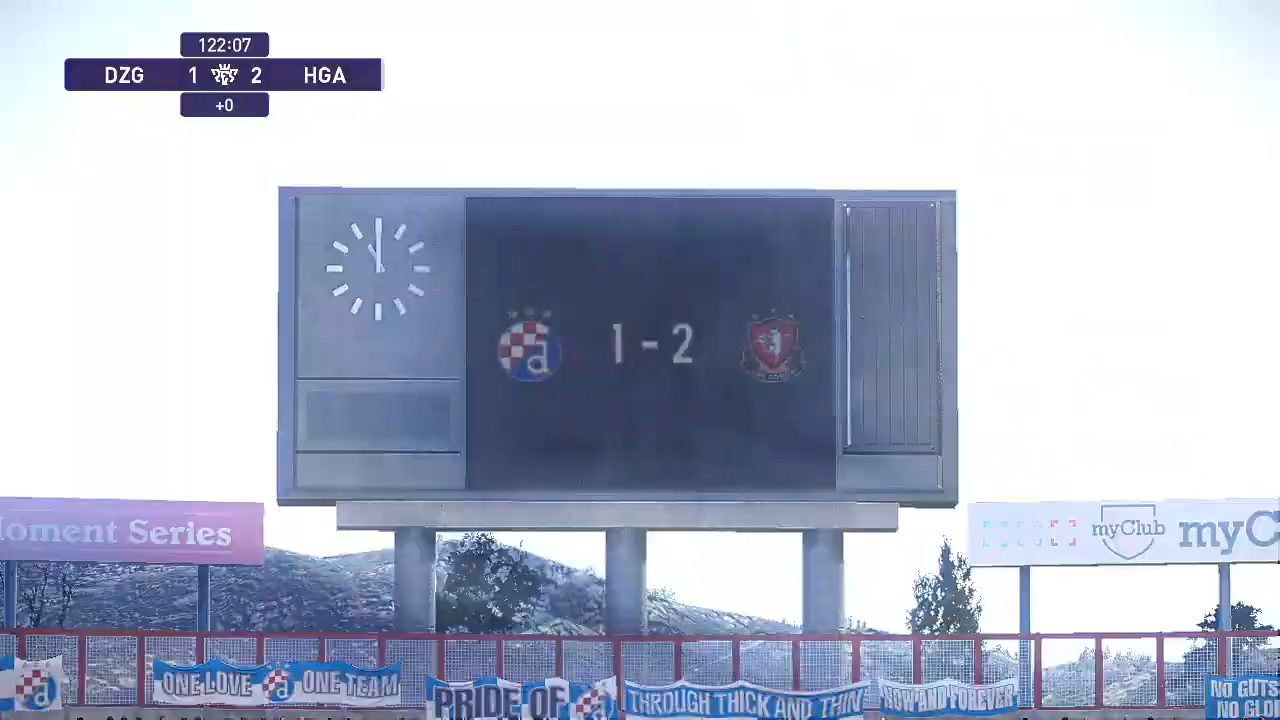 122:07
DZG 1 2 HGA
+0
1 - 2
oment Series
myClub
myC
ONE LOVE ONE TEAM
PRIDE OF
THROUGH THICK AND THIN
NOW AND FOREVER
NO GUTS
NO GLO